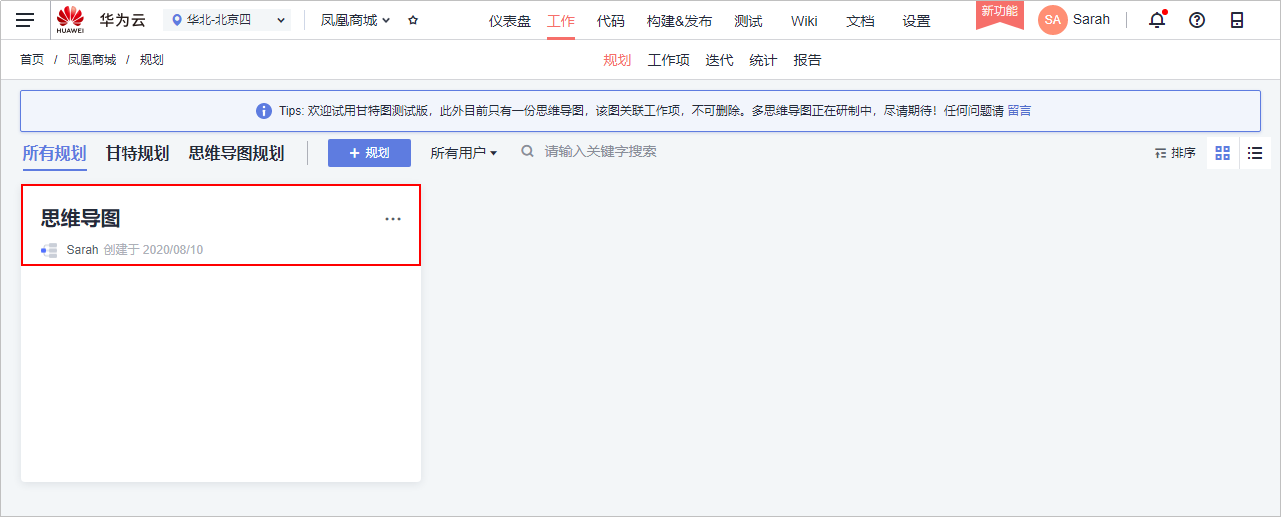 HUAWEI 华为云 华北-北京四 凤凰商城 仪表盘 工作 代码 构建&发布 测试 Wiki 文档 设置 新功能 SA Sarah
首页 / 凤凰商城 / 规划 规划 工作项 迭代 统计 报告
Tips: 欢迎试用甘特图测试版，此外目前只有一份思维导图，该图关联工作项，不可删除。多思维导图正在研制中，尽请期待！任何问题请 留言
所有规划 甘特规划 思维导图规划 + 规划 所有用户 请输入关键字搜索 排序
思维导图 ...
Sarah 创建于 2020/08/10